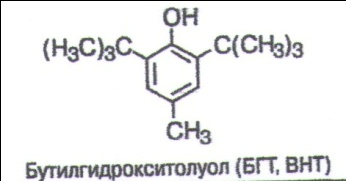 OH
(H₃C)₃C C(CH₃)₃
CH₃
Бутилгидрокситолуол (БГТ, ВНТ)